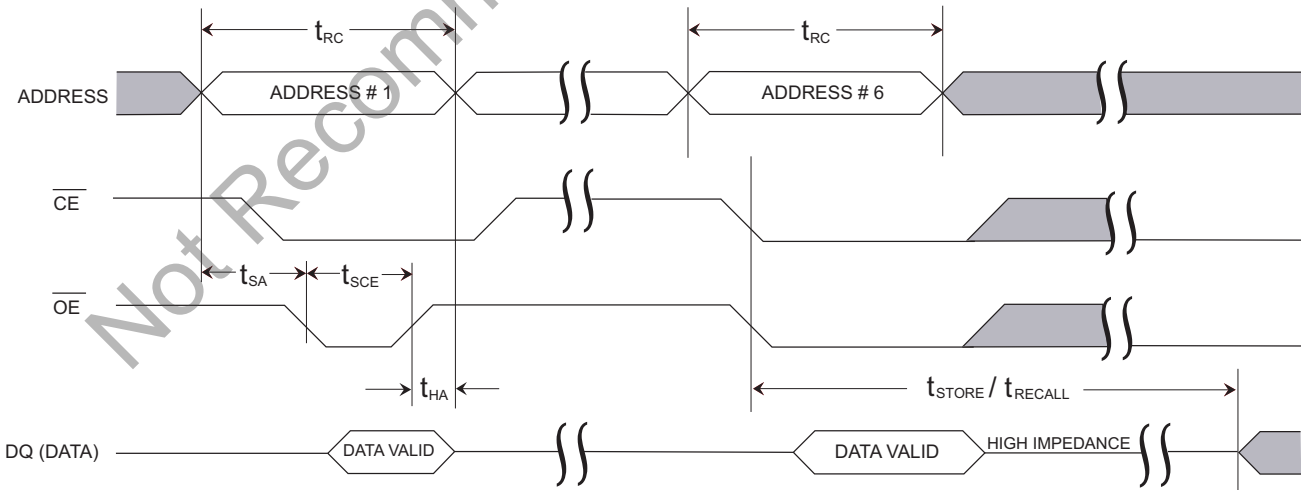 Not Recomm
tRC tRC
ADDRESS ADDRESS # 1 ADDRESS # 6
CE
tSA tSCE
OE
tHA tSTORE / tRECALL
DQ (DATA) DATA VALID DATA VALID HIGH IMPEDANCE